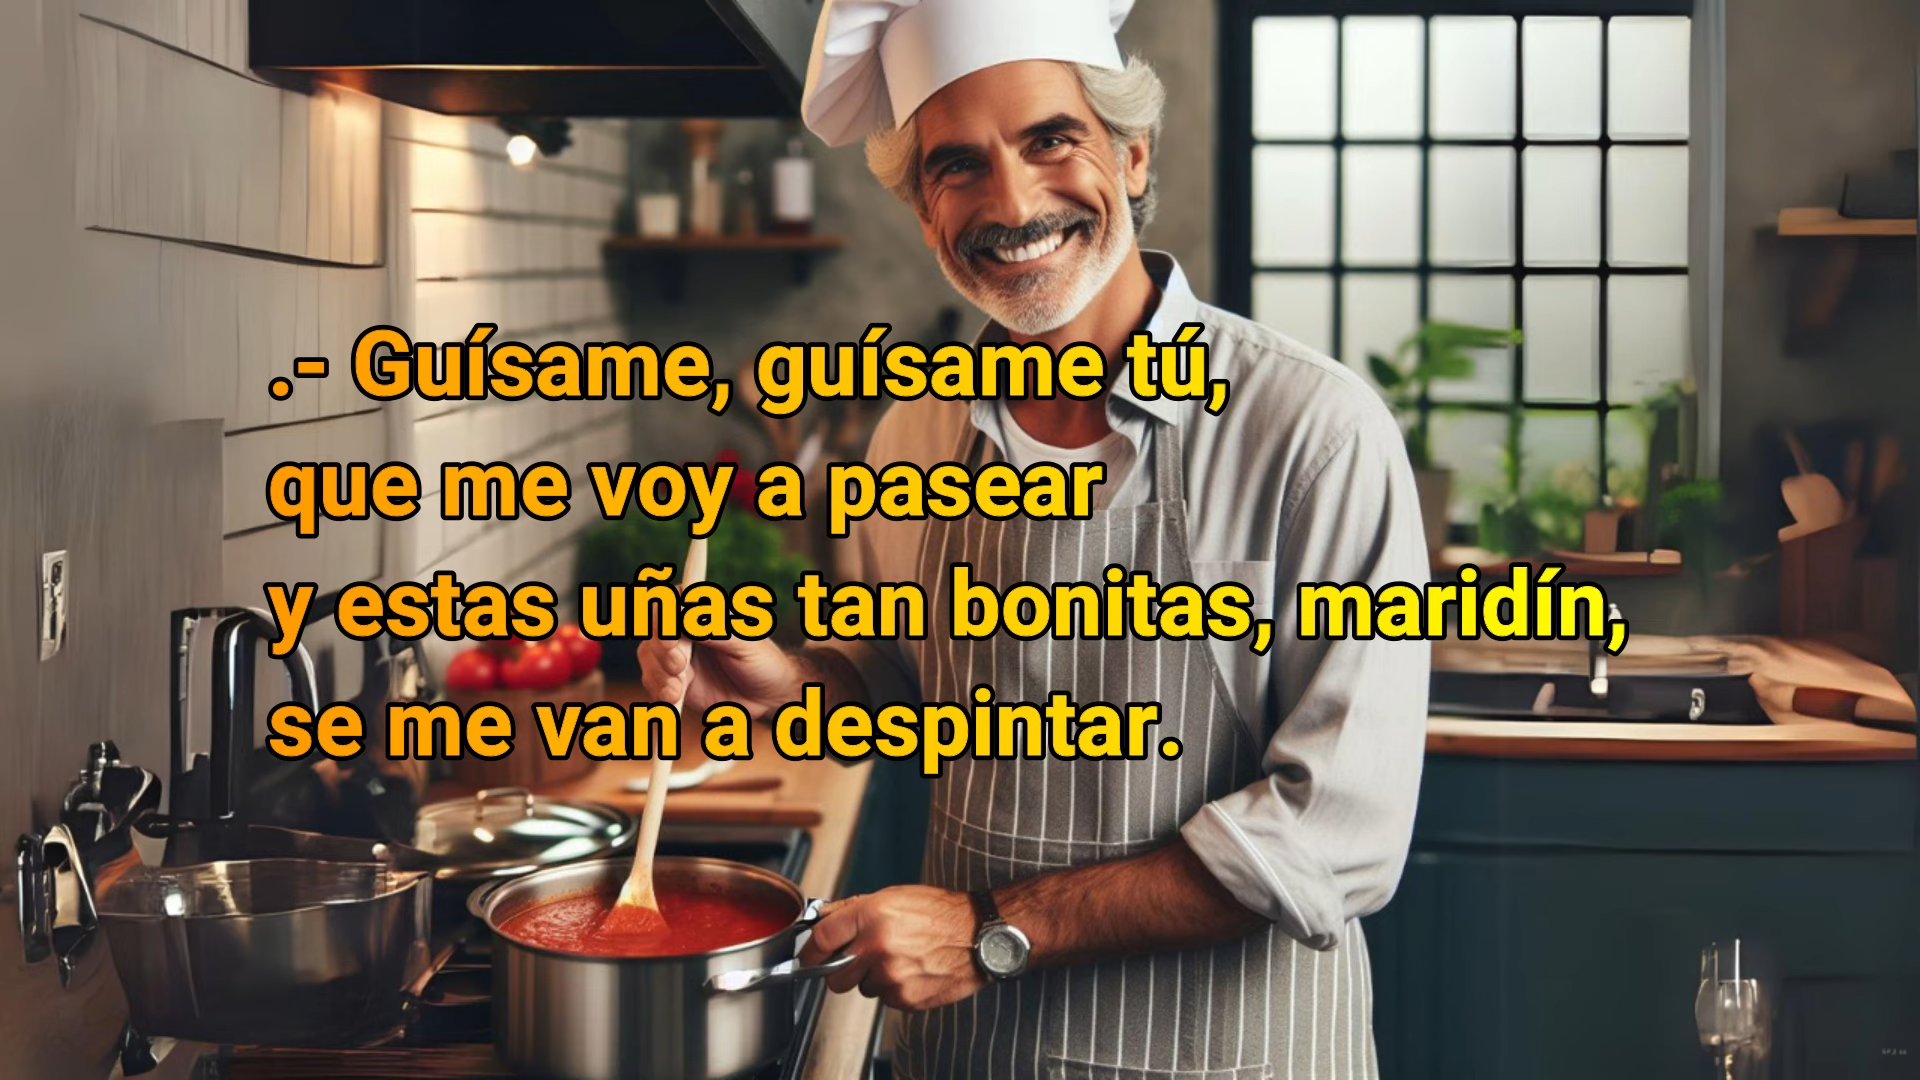 .- Guísame, guísame tú,
que me voy a pasear
y estas uñas tan bonitas, maridín,
se me van a despintar.